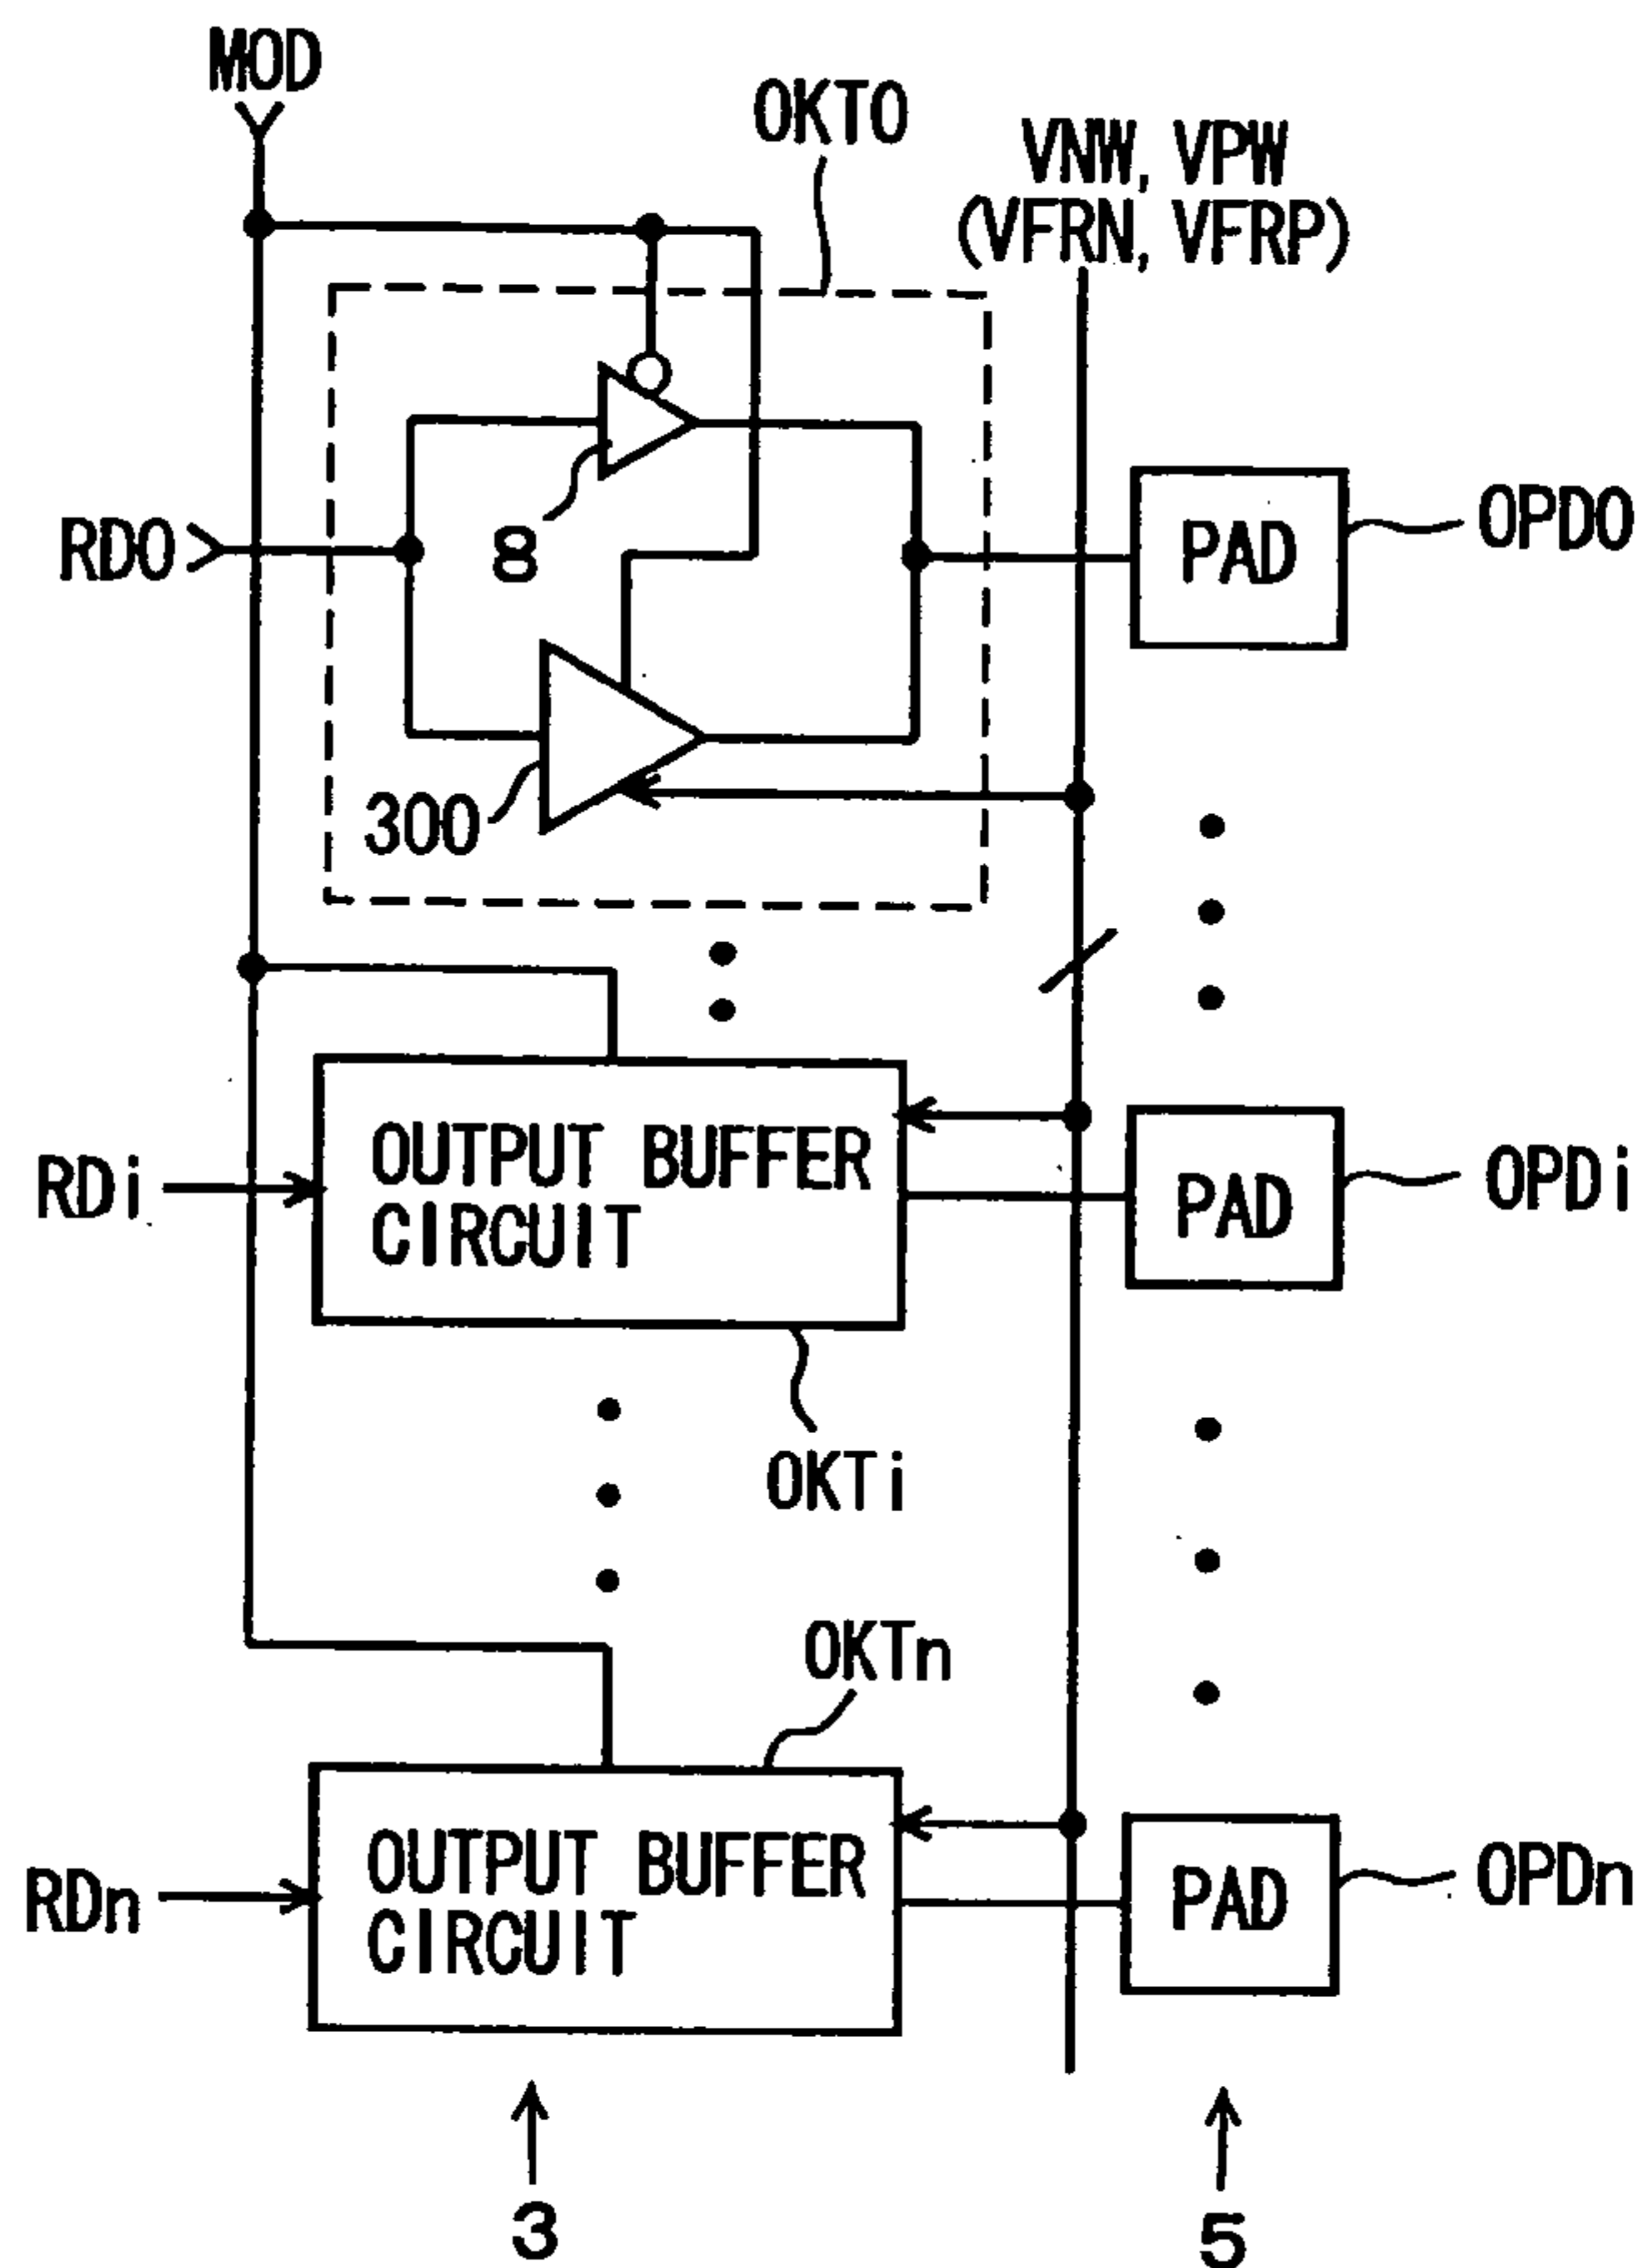 MOD
OKT0
VNW, VPW
(VFRN, VFRP)
RD0
8
PAD
OPD0
300
RDi
OUTPUT BUFFER
CIRCUIT
PAD
OPDi
OKTi
OKTn
RDn
OUTPUT BUFFER
CIRCUIT
PAD
OPDn
3
5